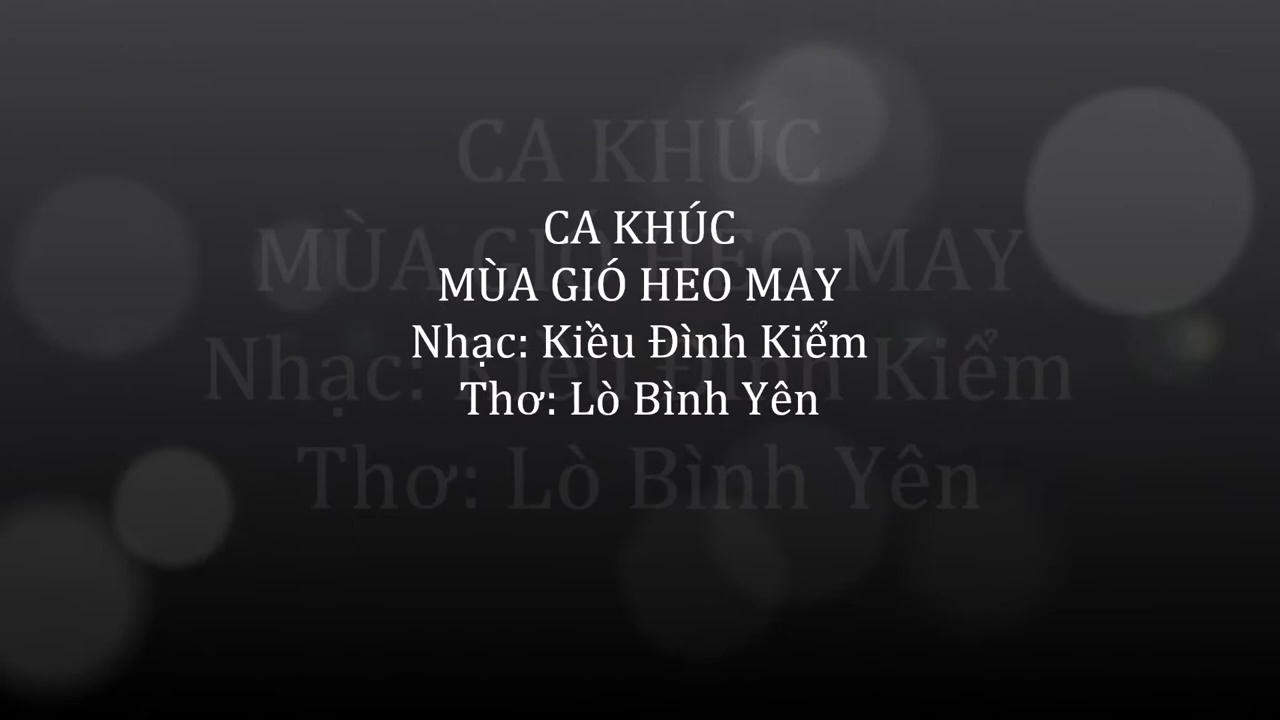 CA KHÚC
MÙA GIÓ HEO MAY
Nhạc: Kiều Đình Kiểm
Thơ: Lò Bình Yên